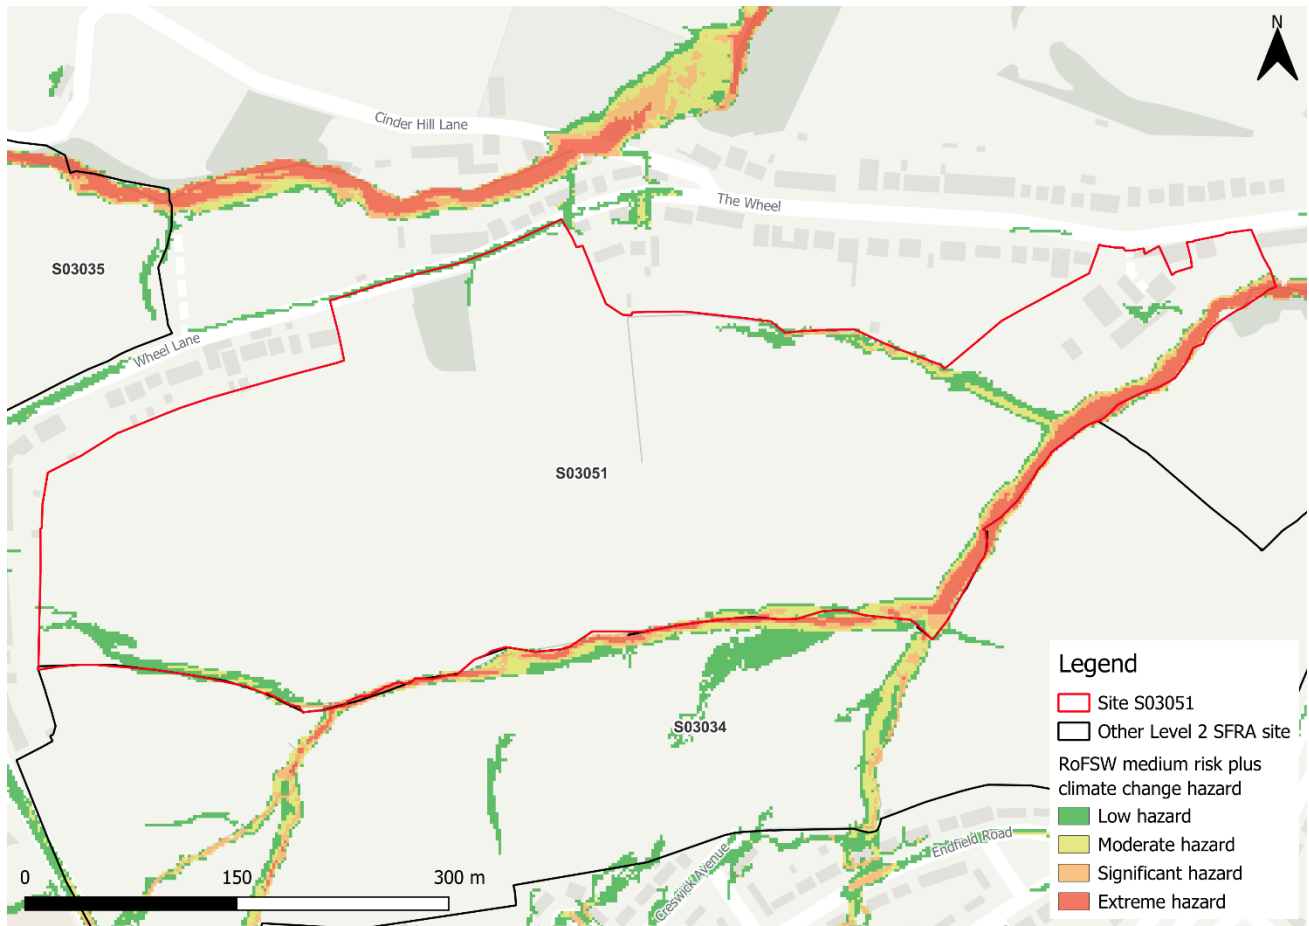 N
Cinder Hill Lane
The Wheel
S03035
Wheel Lane
S03051
S03034
Creswick Avenue
Endfield Road
0 150 300 m
Legend
Site S03051
Other Level 2 SFRA site
RoFSW medium risk plus
climate change hazard
Low hazard
Moderate hazard
Significant hazard
Extreme hazard